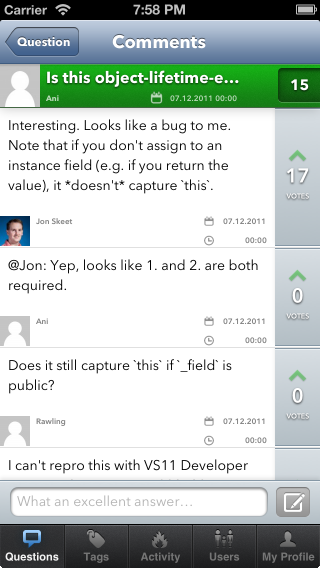 Carrier 7:58 PM
Question Comments
Is this object-lifetime-e... 15
Ani 07.12.2011 00:00
Interesting. Looks like a bug to me.
Note that if you don't assign to an
instance field (e.g. if you return the
value), it *doesn't* capture `this`.
17
VOTES
Jon Skeet 07.12.2011
00:00
@Jon: Yep, looks like 1. and 2. are both
required.
0
VOTES
Ani 07.12.2011
00:00
Does it still capture `this` if `_field` is
public?
0
VOTES
Rawling 07.12.2011
00:00
I can't repro this with VS11 Developer
What an excellent answer...
Questions Tags Activity Users My Profile